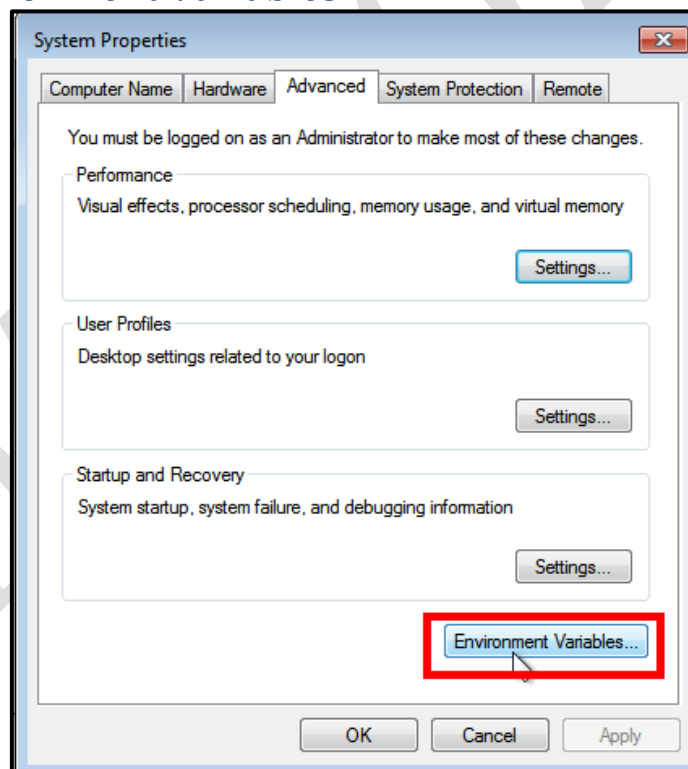 System Properties
Computer Name Hardware Advanced System Protection Remote
You must be logged on as an Administrator to make most of these changes.
Performance
Visual effects, processor scheduling, memory usage, and virtual memory
Settings...
User Profiles
Desktop settings related to your logon
Settings...
Startup and Recovery
System startup, system failure, and debugging information
Settings...
Environment Variables...
OK Cancel Apply